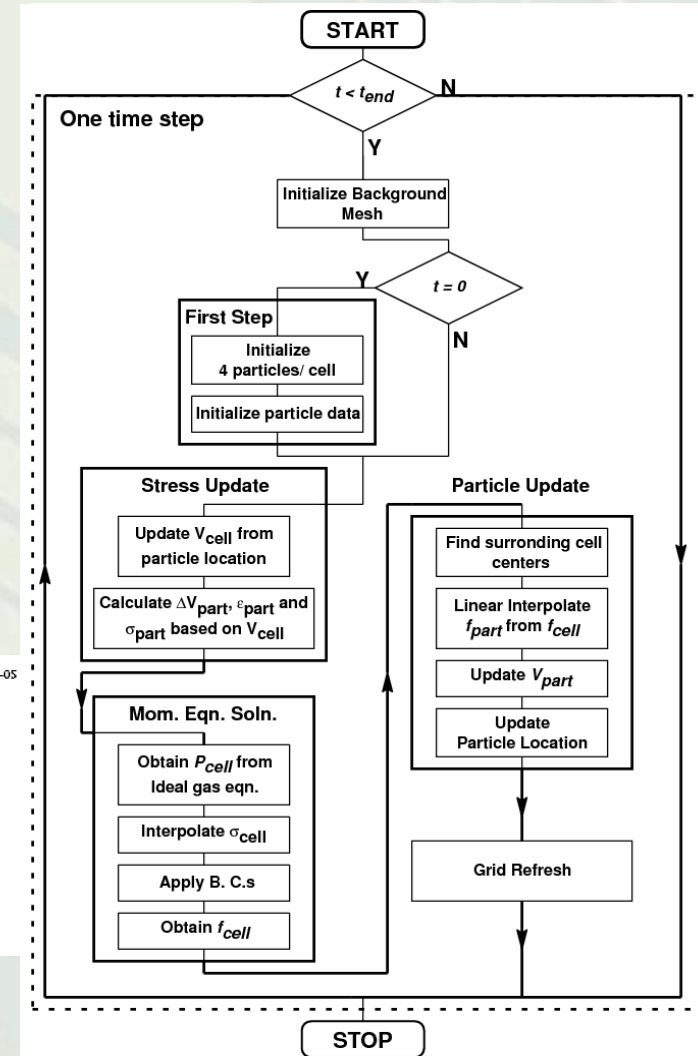 START
t < tend
N
One time step
Y
Initialize Background
Mesh
Y
t = 0
First Step
N
Initialize
4 particles/ cell
Initialize particle data
Stress Update
Particle Update
Update Vcell from
particle location
Find surronding cell
centers
Calculate ΔVpart, εpart and
σpart based on Vcell
Linear Interpolate
fpart from fcell
Update Vpart
Mom. Eqn. Soln.
Update
Particle Location
Obtain Pcell from
Ideal gas eqn.
Interpolate σcell
Apply B. C.s
Grid Refresh
Obtain fcell
STOP